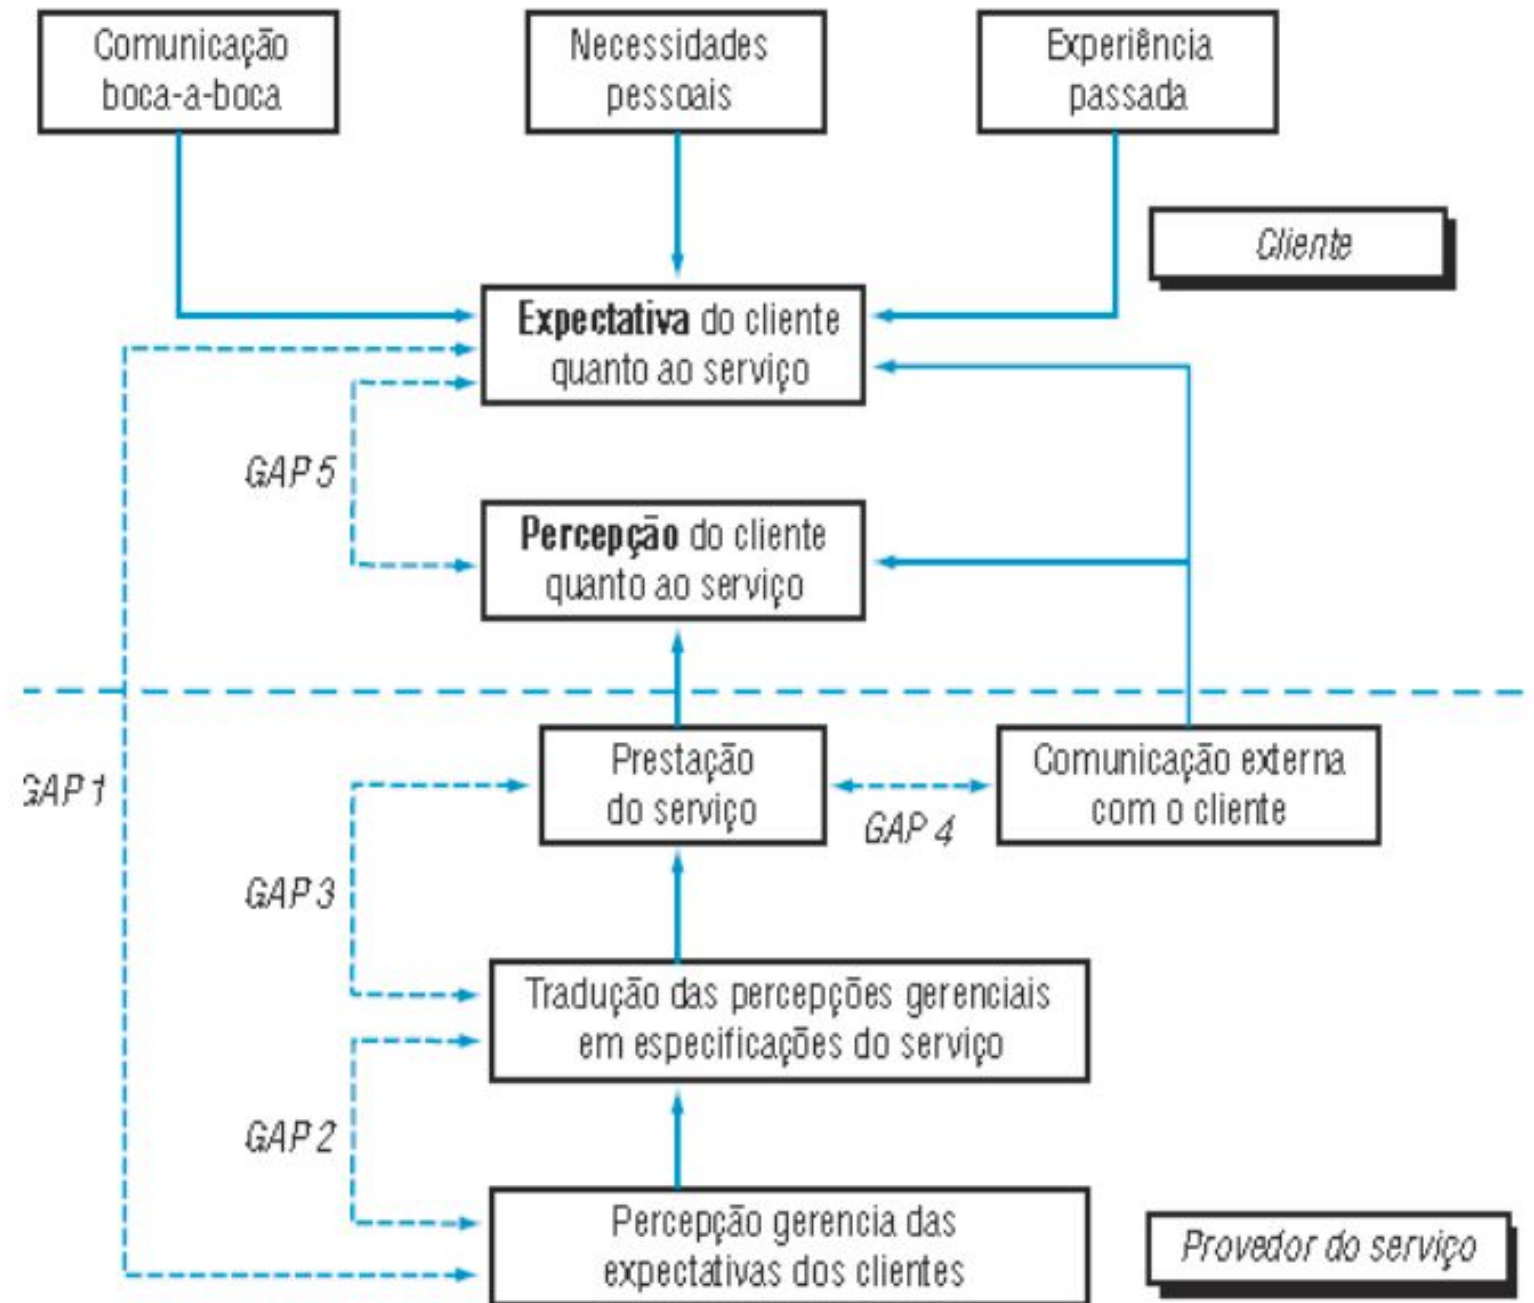 Comunicação
boca-a-boca
Necessidades
pessoais
Experiência
passada
Cliente
Expectativa do cliente
quanto ao serviço
GAP 5
Percepção do cliente
quanto ao serviço
GAP 1
Prestação
do serviço
GAP 4
Comunicação externa
com o cliente
GAP 3
Tradução das percepções gerenciais
em especificações do serviço
GAP 2
Percepção gerencia das
expectativas dos clientes
Provedor do serviço